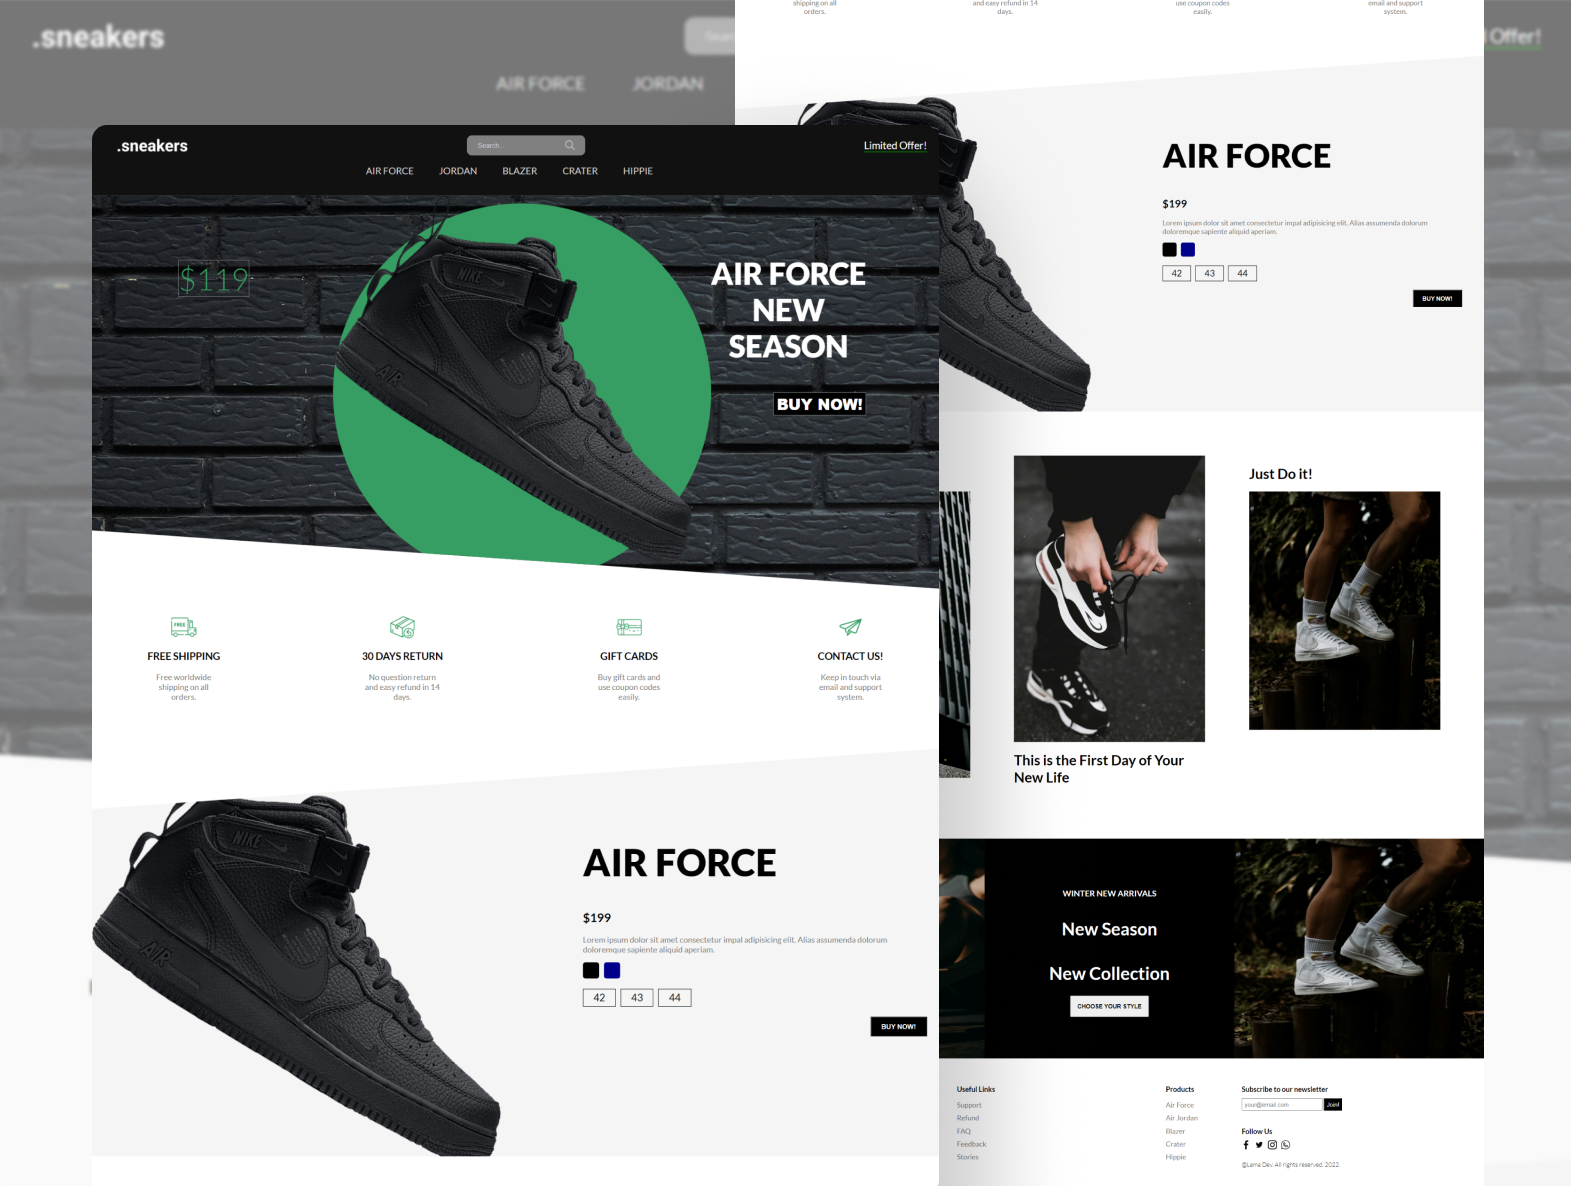 .sneakers
Sear
Offer!
AIR FORCE
JORDAN
shipping on all
orders.
and easy refund in 14
days.
use coupon codes
easily.
email and support
system.
.sneakers
Search
Limited Offer!
AIR FORCE
JORDAN
BLAZER
CRATER
HIPPIE
$119
NIKE
AIR
AIR FORCE
NEW
SEASON
BUY NOW!
FREE
FREE SHIPPING
Free worldwide
shipping on all
orders.
30 DAYS RETURN
No question return
and easy refund in 14
days.
GIFT CARDS
Buy gift cards and
use coupon codes
easily.
CONTACT US!
Keep in touch via
email and support
system.
NIKE
AIR
AIR FORCE
$199
Lorem ipsum dolor sit amet consectetur impal adipisicing elit. Alias assumenda dolorum
doloremque sapiente aliquid aperiam.
42
43
44
BUY NOW!
AIR FORCE
$199
Lorem ipsum dolor sit amet consectetur impal adipisicing elit. Alias assumenda dolorum
doloremque sapiente aliquid aperiam.
42
43
44
BUY NOW!
This is the First Day of Your
New Life
Just Do it!
WINTER NEW ARRIVALS
New Season
New Collection
CHOOSE YOUR STYLE
Useful Links
Support
Refund
FAQ
Feedback
Stories
Products
Air Force
Air Jordan
Blazer
Crater
Hippie
Subscribe to our newsletter
your@email.com
Join!
Follow Us
@Lama Dev. All rights reserved. 2022.